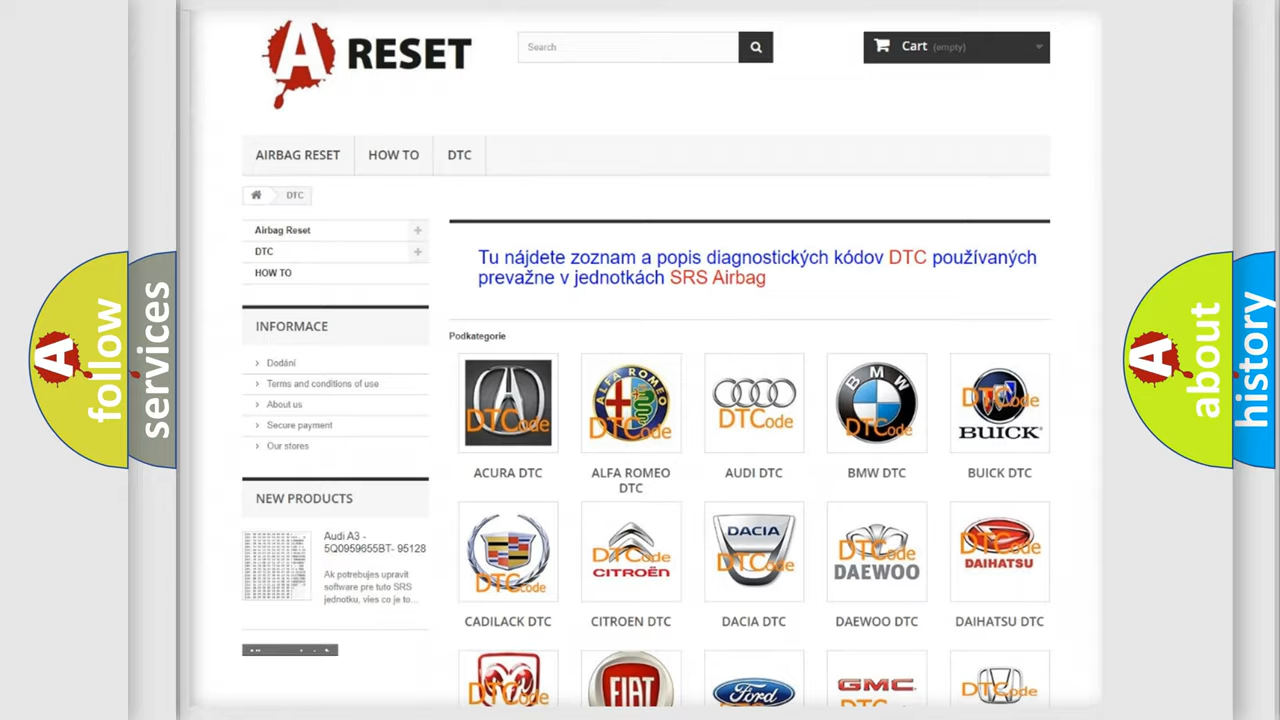 A RESET
Search
Cart (empty)
AIRBAG RESET
HOW TO
DTC
DTC
Airbag Reset
DTC
HOW TO
INFORMACE
Dodání
Terms and conditions of use
About us
Secure payment
Our stores
NEW PRODUCTS
Audi A3 -
5Q0959655BT- 95128
Ak potrebujes upravit
software pre tuto SRS
jednotku, vies co je to...
Tu nájdete zoznam a popis diagnostických kódov DTC používaných
prevažne v jednotkách SRS Airbag
Podkategorie
DTCode
ALFA ROMEO
DTCode
DTCode
BMW
DTCode
DTCode
BUICK
ACURA DTC
ALFA ROMEO
DTC
AUDI DTC
BMW DTC
BUICK DTC
DTCode
DTCode
CITROËN
DACIA
DTCode
DTCode
DAEWOO
DTCode
DAIHATSU
CADILACK DTC
CITROEN DTC
DACIA DTC
DAEWOO DTC
DAIHATSU DTC
DTCode
FIAT
Ford
GMC
DTCode
A follow
services
A about
history